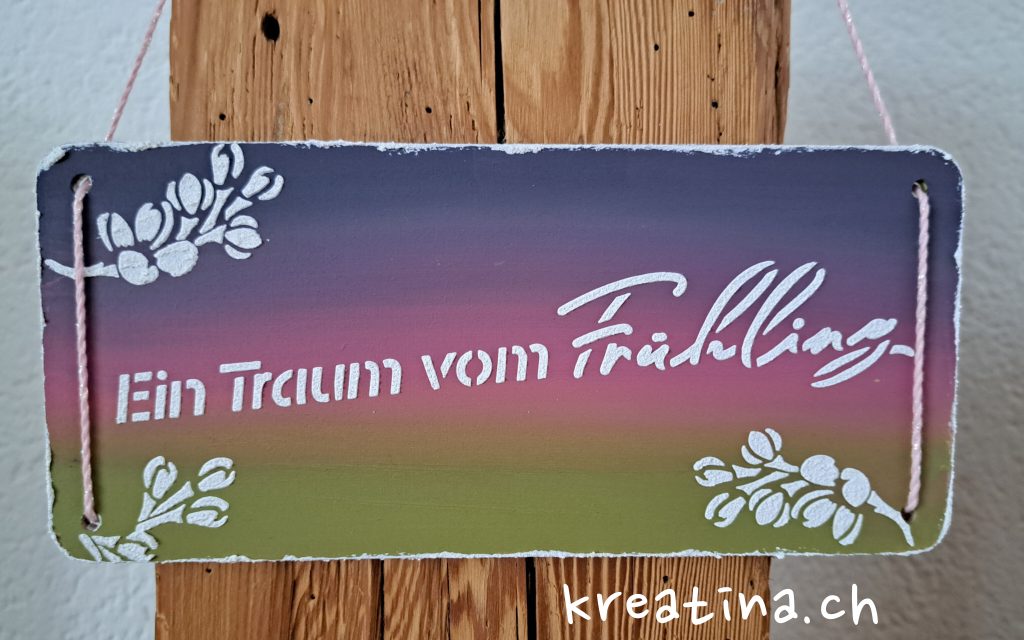 Ein Traum vom Frühling
kreatina.ch